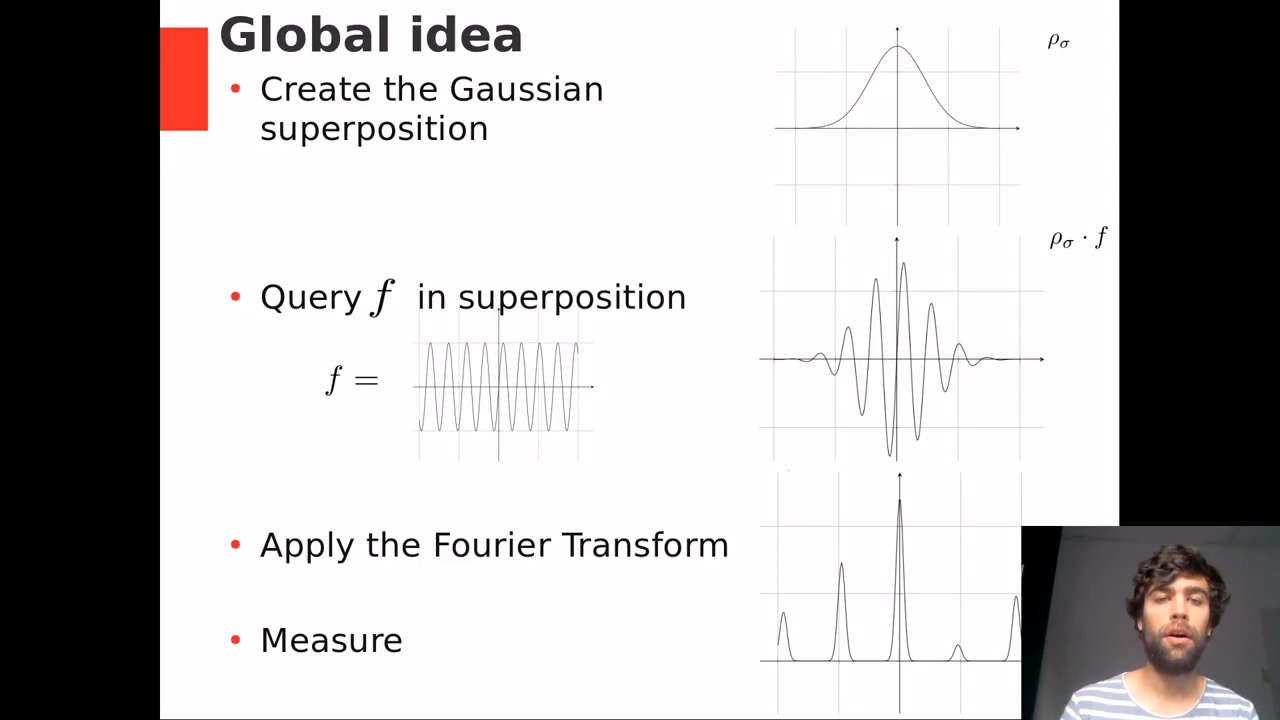 Global idea
• Create the Gaussian
superposition
ρσ
• Query f in superposition
ρσ · f
f =
• Apply the Fourier Transform
• Measure